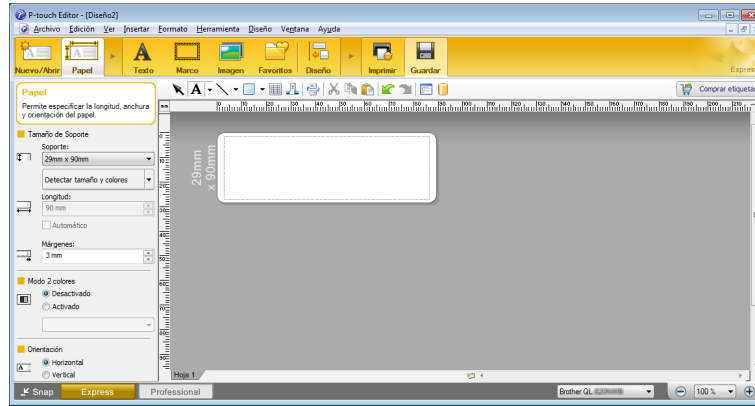 P-touch Editor - [Diseño2]
Archivo Edición Ver Insertar Formato Herramienta Diseño Ventana Ayuda
Nuevo/Abrir Papel Texto Marco Imagen Favoritos Diseño Imprimir Guardar Expres
A Comprar etiqueta
Papel
Permite especificar la longitud, anchura
y orientación del papel.
Tamaño de Soporte
Soporte:
29mm x 90mm
Detectar tamaño y colores
Longitud:
90 mm
Automático
Márgenes:
3 mm
Modo 2 colores
Desactivado
Activado
Orientación
Horizontal
Vertical
29mm
x 90mm
Hoja 1
Snap Express Professional Brother QL 100 %